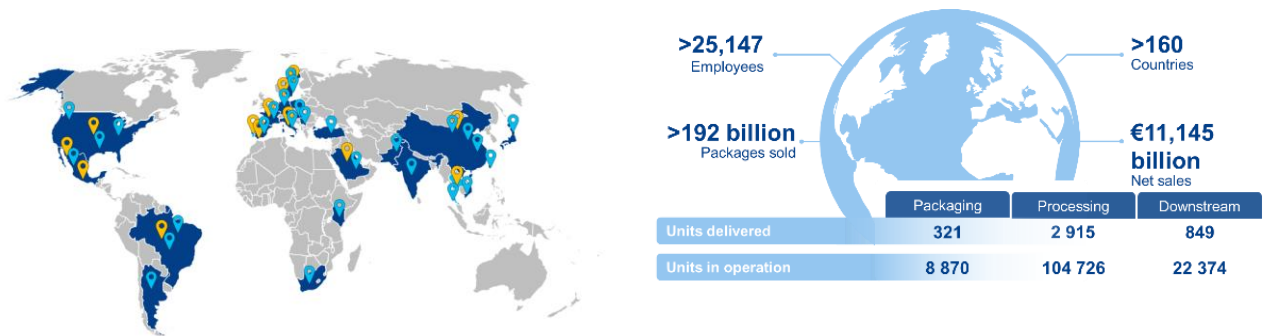 >25,147
Employees
>160
Countries
>192 billion
Packages sold
€11,145
billion
Net sales
Packaging Processing Downstream
Units delivered 321 2 915 849
Units in operation 8 870 104 726 22 374